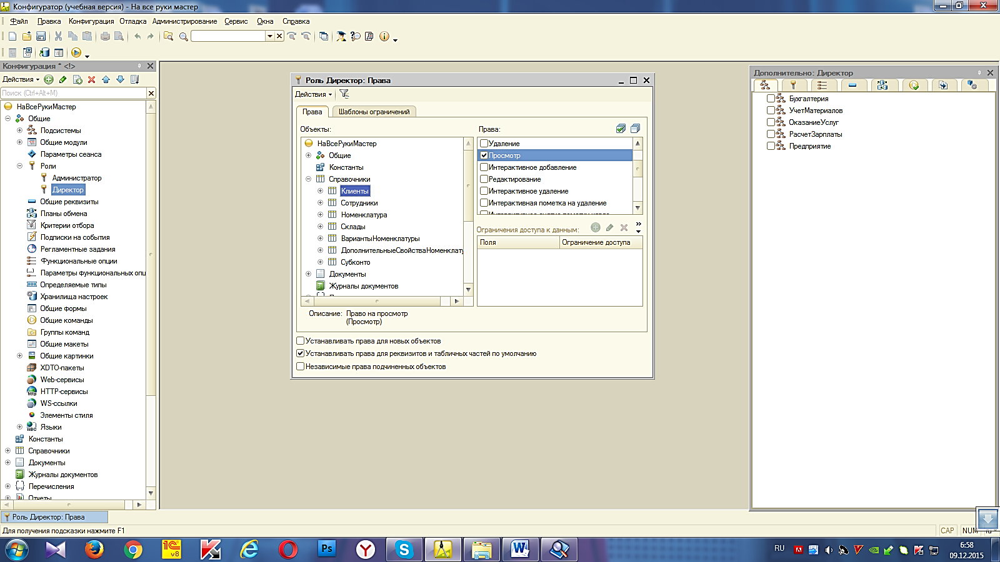 Конфигуратор (учебная версия) - На все руки мастер
Файл Правка Конфигурация Отладка Администрирование Сервис Окна Справка
Конфигурация * <!>
Действия
Поиск (Ctrl+Alt+M)
НаВсеРукиМастер
Общие
Подсистемы
Общие модули
Параметры сеанса
Роли
Администратор
Директор
Общие реквизиты
Планы обмена
Критерии отбора
Подписки на события
Регламентные задания
Функциональные опции
Параметры функциональных опц
Определяемые типы
Хранилища настроек
Общие формы
Общие команды
Группы команд
Общие макеты
Общие картинки
XDTO-пакеты
Web-сервисы
HTTP-сервисы
WS-ссылки
Элементы стиля
Языки
Константы
Справочники
Документы
Журналы документов
Перечисления
Отчеты
Роль Директор: Права
Действия
Права Шаблоны ограничений
Объекты:
НаВсеРукиМастер
Общие
Константы
Справочники
Клиенты
Сотрудники
Номенклатура
Склады
ВариантыНоменклатуры
ДополнительныеСвойстваНоменклату
Субконто
Документы
Журналы документов
Права:
Удаление
Просмотр
Интерактивное добавление
Редактирование
Интерактивное удаление
Интерактивная пометка на удаление
Ограничения доступа к данным:
Поля Ограничение доступа
Описание: Право на просмотр
(Просмотр)
Устанавливать права для новых объектов
Устанавливать права для реквизитов и табличных частей по умолчанию
Независимые права подчиненных объектов
Дополнительно: Директор
Бухгалтерия
УчетМатериалов
ОказаниеУслуг
РасчетЗарплаты
Предприятие
Роль Директор: Права
Для получения подсказки нажмите F1
CAP NUM
RU
6:58
09.12.2015